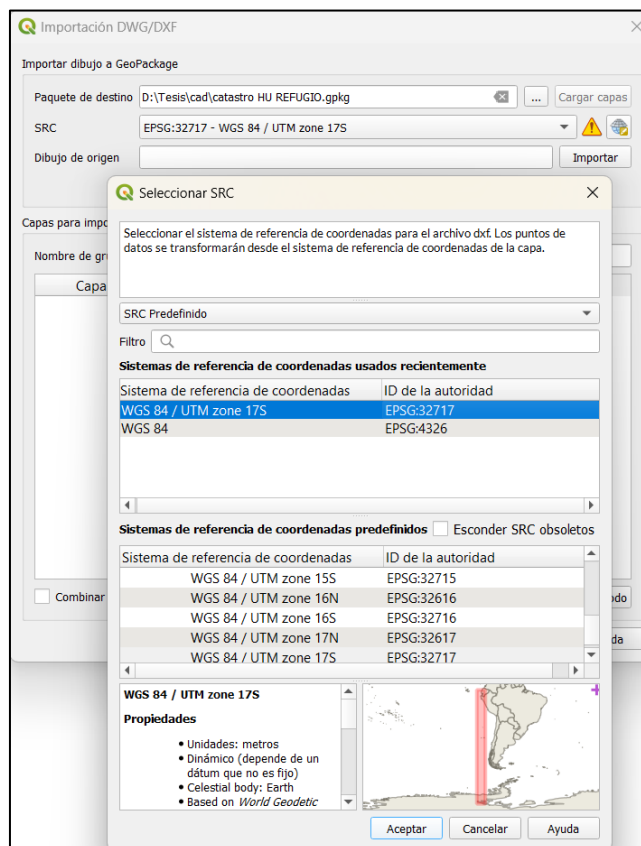 Importación DWG/DXF
Importar dibujo a GeoPackage
Paquete de destino D:\Tesis\cad\catastro HU REFUGIO.gpkg ... Cargar capas
SRC EPSG:32717 - WGS 84 / UTM zone 17S
Dibujo de origen Importar
Seleccionar SRC
Capas para impo
Seleccionar el sistema de referencia de coordenadas para el archivo dxf. Los puntos de
datos se transformarán desde el sistema de referencia de coordenadas de la capa.
Nombre de gru
Capa
SRC Predefinido
Filtro
Sistemas de referencia de coordenadas usados recientemente
Sistema de referencia de coordenadas ID de la autoridad
WGS 84 / UTM zone 17S EPSG:32717
WGS 84 EPSG:4326
Sistemas de referencia de coordenadas predefinidos Esconder SRC obsoletos
Sistema de referencia de coordenadas ID de la autoridad
WGS 84 / UTM zone 15S EPSG:32715
WGS 84 / UTM zone 16N EPSG:32616
Combinar do
WGS 84 / UTM zone 16S EPSG:32716
WGS 84 / UTM zone 17N EPSG:32617
da
WGS 84 / UTM zone 17S EPSG:32717
WGS 84 / UTM zone 17S
Propiedades
• Unidades: metros
• Dinámico (depende de un
dátum que no es fijo)
• Celestial body: Earth
• Based on World Geodetic
Aceptar Cancelar Ayuda